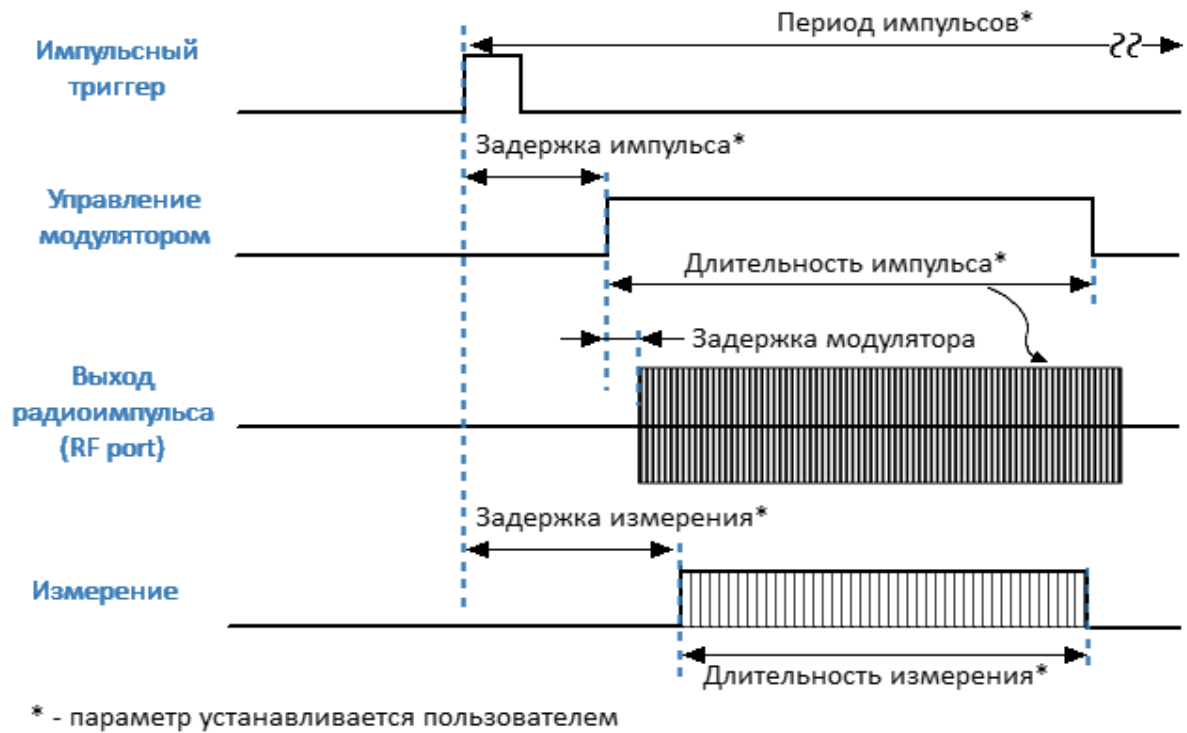 Период импульсов*
Импульсный
триггер
Задержка импульса*
Управление
модулятором
Длительность импульса*
Задержка модулятора
Выход
радиоимпульса
(RF port)
Задержка измерения*
Измерение
Длительность измерения*
* - параметр устанавливается пользователем